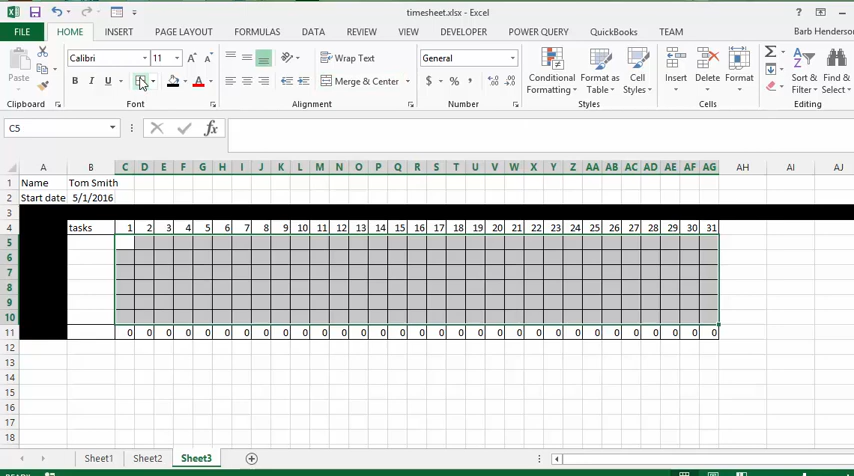 timesheet.xlsx - Excel
FILE HOME INSERT PAGE LAYOUT FORMULAS DATA REVIEW VIEW DEVELOPER POWER QUERY QuickBooks TEAM Barb Henderson
Calibri 11 Wrap Text General
Paste B I U A Merge & Center $ % Conditional Formatting Format as Table Cell Styles Insert Delete Format Sort & Filter Find & Select
Clipboard Font Alignment Number Styles Cells
C5 fx
A B C D E F G H I J K L M N O P Q R S T U V W X Y Z AA AB AC AD AE AF AG AH AI AJ
1 Name Tom Smith
2 Start date 5/1/2016
3
4 tasks 1 2 3 4 5 6 7 8 9 10 11 12 13 14 15 16 17 18 19 20 21 22 23 24 25 26 27 28 29 30 31
5
6
7
8
9
10
11 0 0 0 0 0 0 0 0 0 0 0 0 0 0 0 0 0 0 0 0 0 0 0 0 0 0 0 0 0 0 0
12
13
14
15
16
17
18
Sheet1 Sheet2 Sheet3